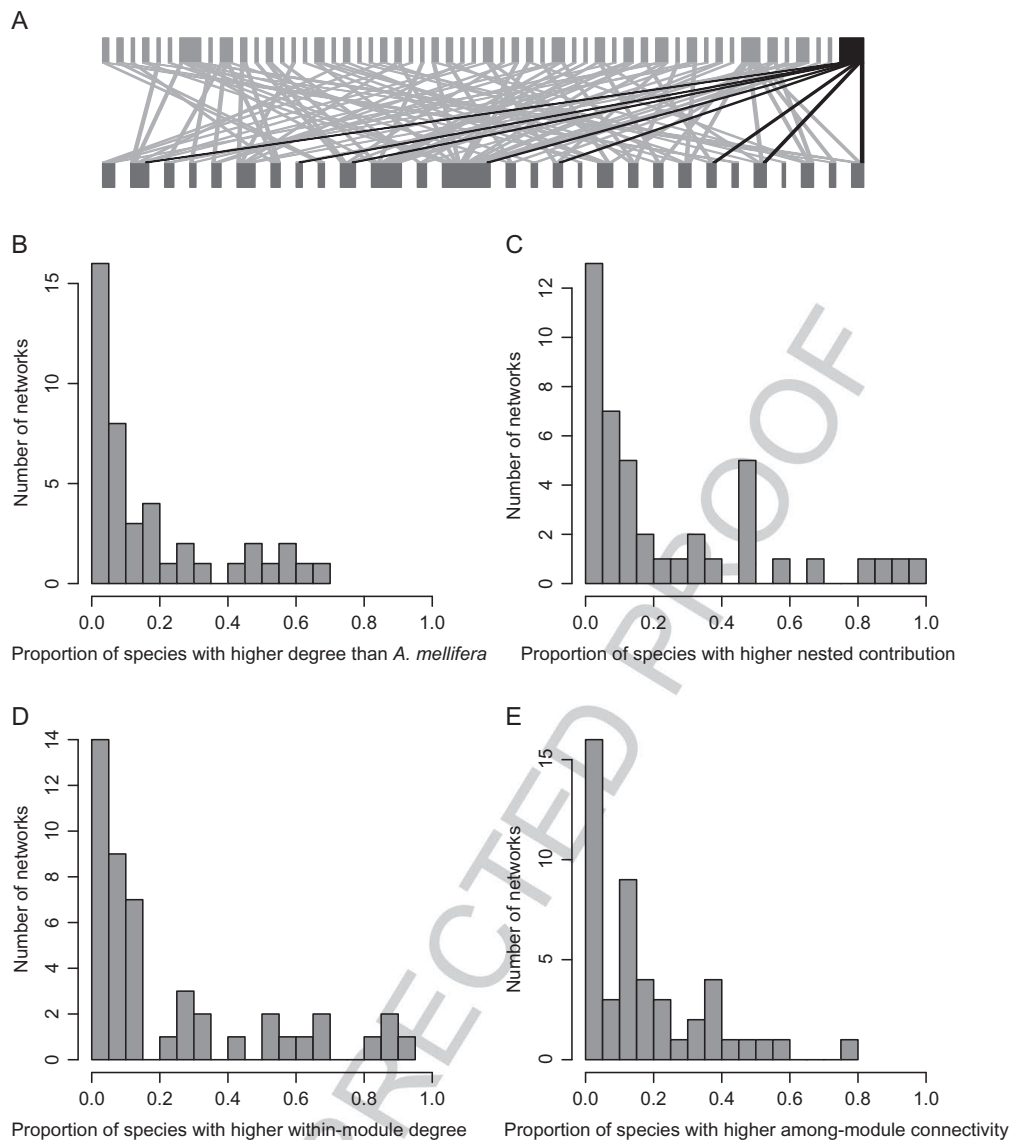 A
B
C
15
10
5
0
Number of networks
0.0 0.2 0.4 0.6 0.8 1.0
Proportion of species with higher degree than A. mellifera
12
10
8
6
4
2
0
Number of networks
0.0 0.2 0.4 0.6 0.8 1.0
Proportion of species with higher nested contribution
D
E
14
12
10
8
6
4
2
0
Number of networks
0.0 0.2 0.4 0.6 0.8 1.0
Proportion of species with higher within-module degree
15
10
5
0
Number of networks
0.0 0.2 0.4 0.6 0.8 1.0
Proportion of species with higher among-module connectivity
RECTED PROOF